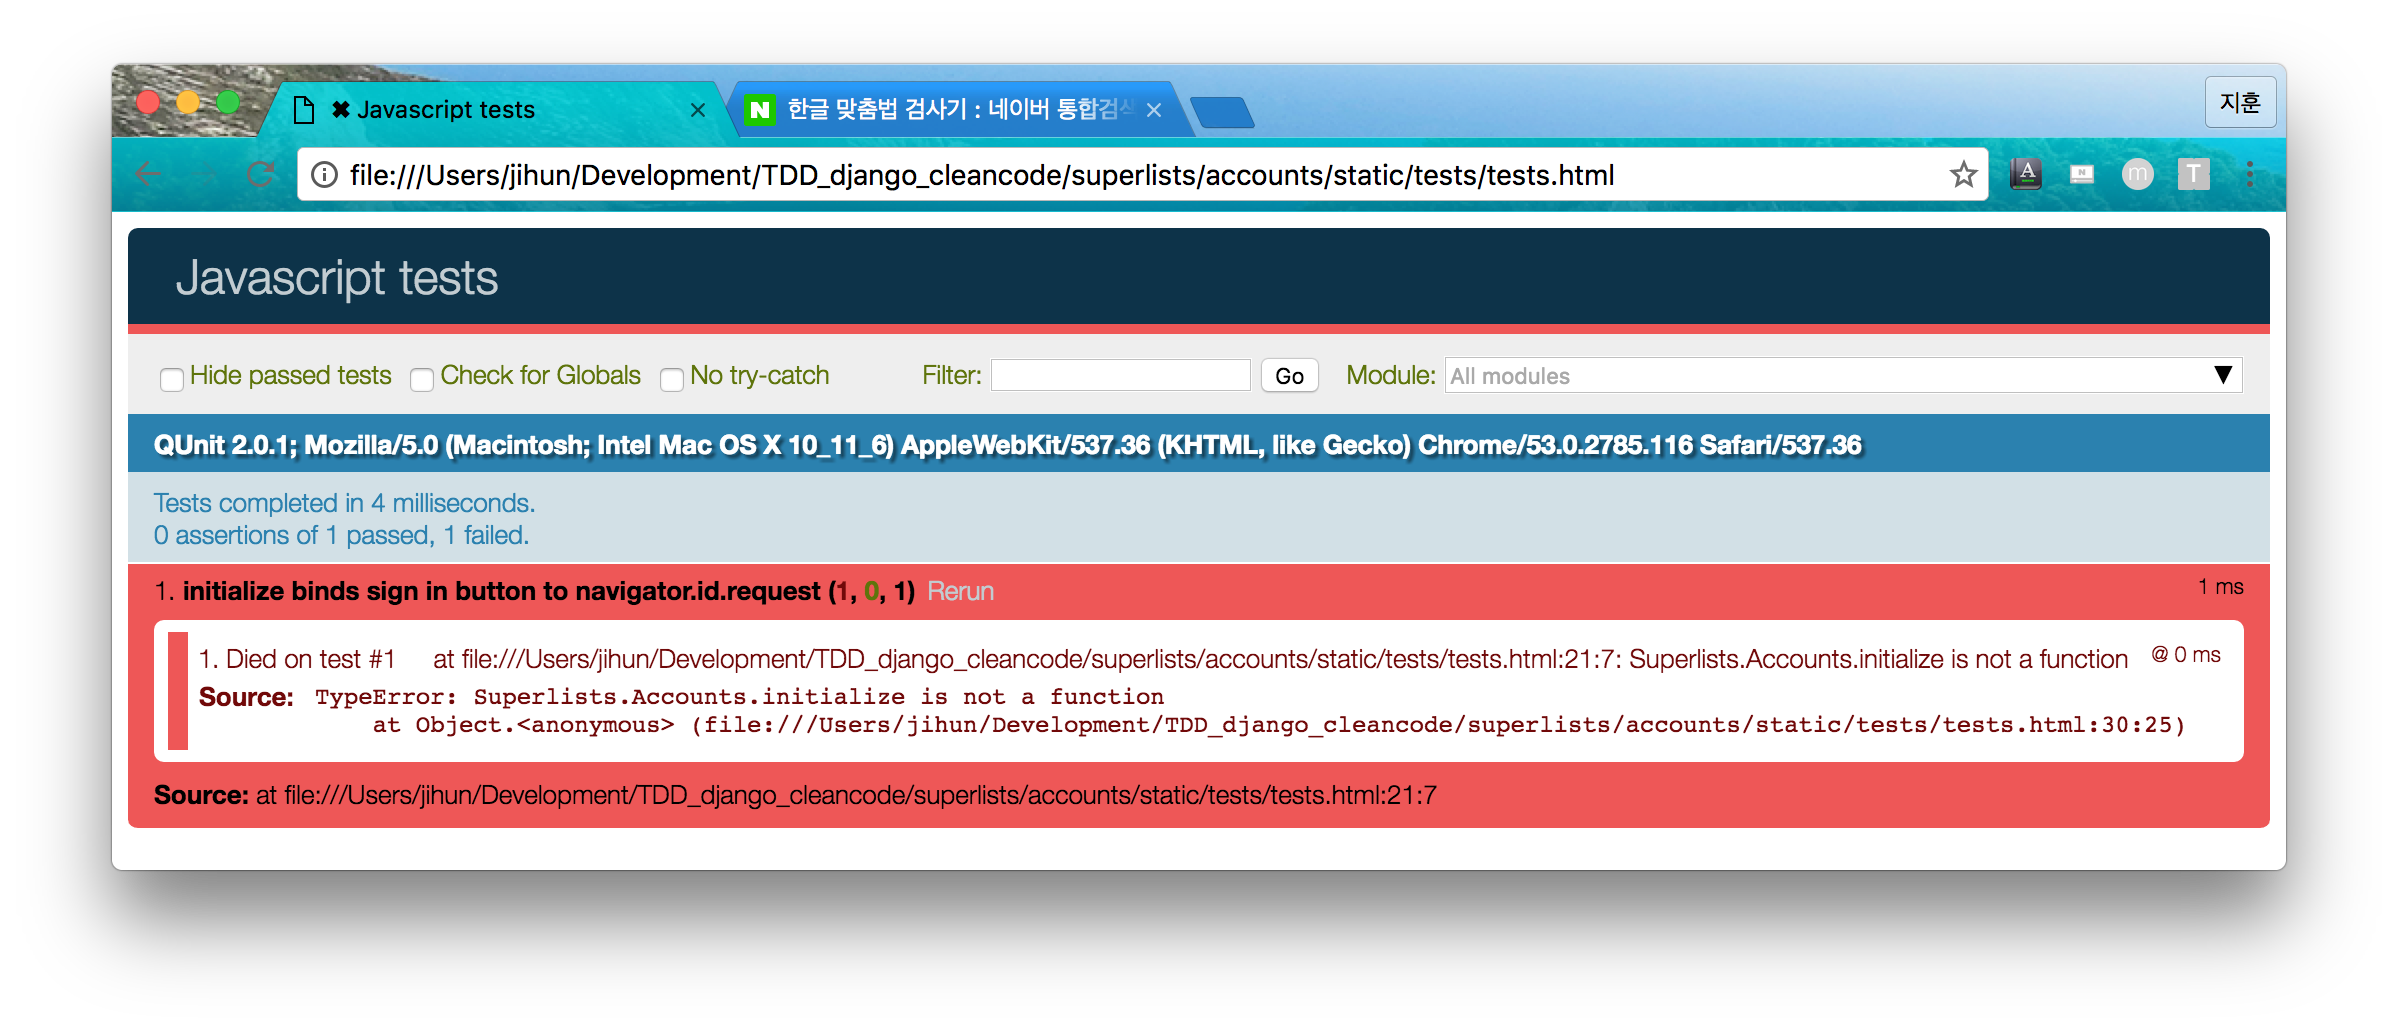 ✖ Javascript tests
N 한글 맞춤법 검사기 : 네이버 통합검색
지훈
file:///Users/jihun/Development/TDD_django_cleancode/superlists/accounts/static/tests/tests.html
A
N
m
T
Javascript tests
Hide passed tests Check for Globals No try-catch Filter: Go Module: All modules ▼
QUnit 2.0.1; Mozilla/5.0 (Macintosh; Intel Mac OS X 10_11_6) AppleWebKit/537.36 (KHTML, like Gecko) Chrome/53.0.2785.116 Safari/537.36
Tests completed in 4 milliseconds.
0 assertions of 1 passed, 1 failed.
1. initialize binds sign in button to navigator.id.request (1, 0, 1) Rerun 1 ms
1. Died on test #1 at file:///Users/jihun/Development/TDD_django_cleancode/superlists/accounts/static/tests/tests.html:21:7: Superlists.Accounts.initialize is not a function @ 0 ms
Source: TypeError: Superlists.Accounts.initialize is not a function
at Object.<anonymous> (file:///Users/jihun/Development/TDD_django_cleancode/superlists/accounts/static/tests/tests.html:30:25)
Source: at file:///Users/jihun/Development/TDD_django_cleancode/superlists/accounts/static/tests/tests.html:21:7